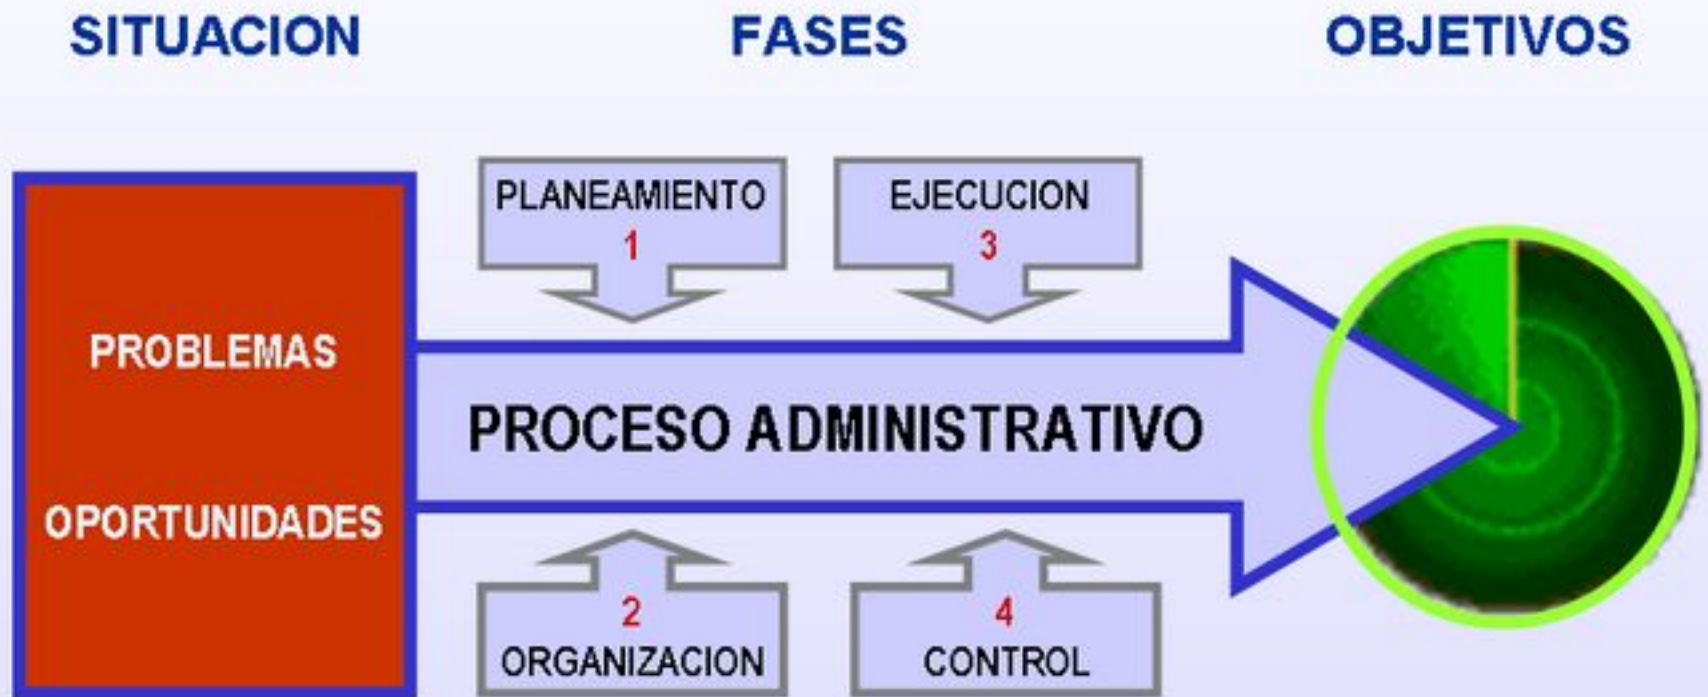 SITUACION
FASES
OBJETIVOS
PLANEAMIENTO
1
EJECUCION
3
PROBLEMAS
OPORTUNIDADES
PROCESO ADMINISTRATIVO
2
ORGANIZACION
4
CONTROL